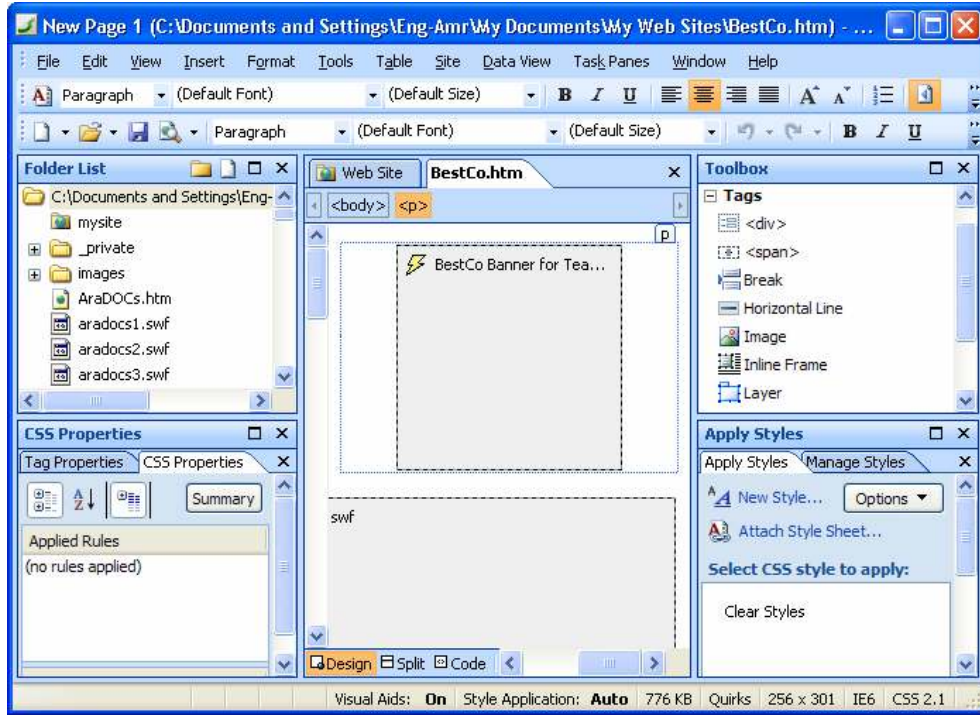 New Page 1 (C:\Documents and Settings\Eng-Amr\My Documents\My Web Sites\BestCo.htm) - ...
File Edit View Insert Format Tools Table Site Data View Task Panes Window Help
Paragraph (Default Font) (Default Size) B I U A A
Paragraph (Default Font) (Default Size) B I U
Folder List
C:\Documents and Settings\Eng-
mysite
_private
images
AraDOCs.htm
aradocs1.swf
aradocs2.swf
aradocs3.swf
CSS Properties
Tag Properties CSS Properties
Summary
Applied Rules
(no rules applied)
Web Site BestCo.htm
<body> <p>
p
BestCo Banner for Tea...
swf
Design Split Code
Toolbox
Tags
<div>
<span>
Break
Horizontal Line
Image
Inline Frame
Layer
Apply Styles
Apply Styles Manage Styles
New Style... Options
Attach Style Sheet...
Select CSS style to apply:
Clear Styles
Visual Aids: On Style Application: Auto 776 KB Quirks 256 x 301 IE6 CSS 2.1